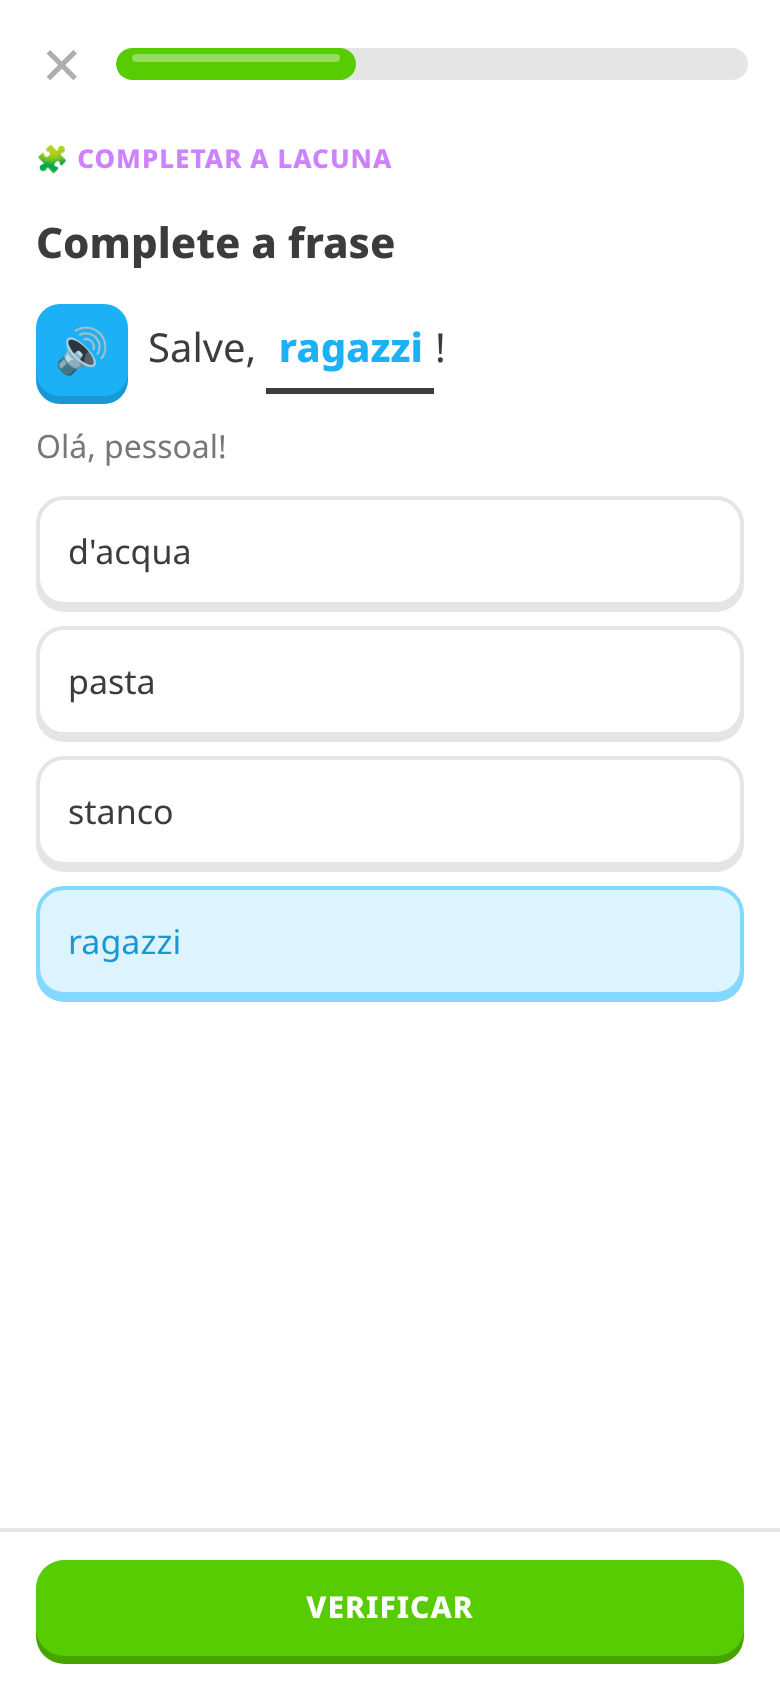 COMPLETAR A LACUNA
Complete a frase
Salve, ragazzi !
Olá, pessoal!
d'acqua
pasta
stanco
ragazzi
VERIFICAR